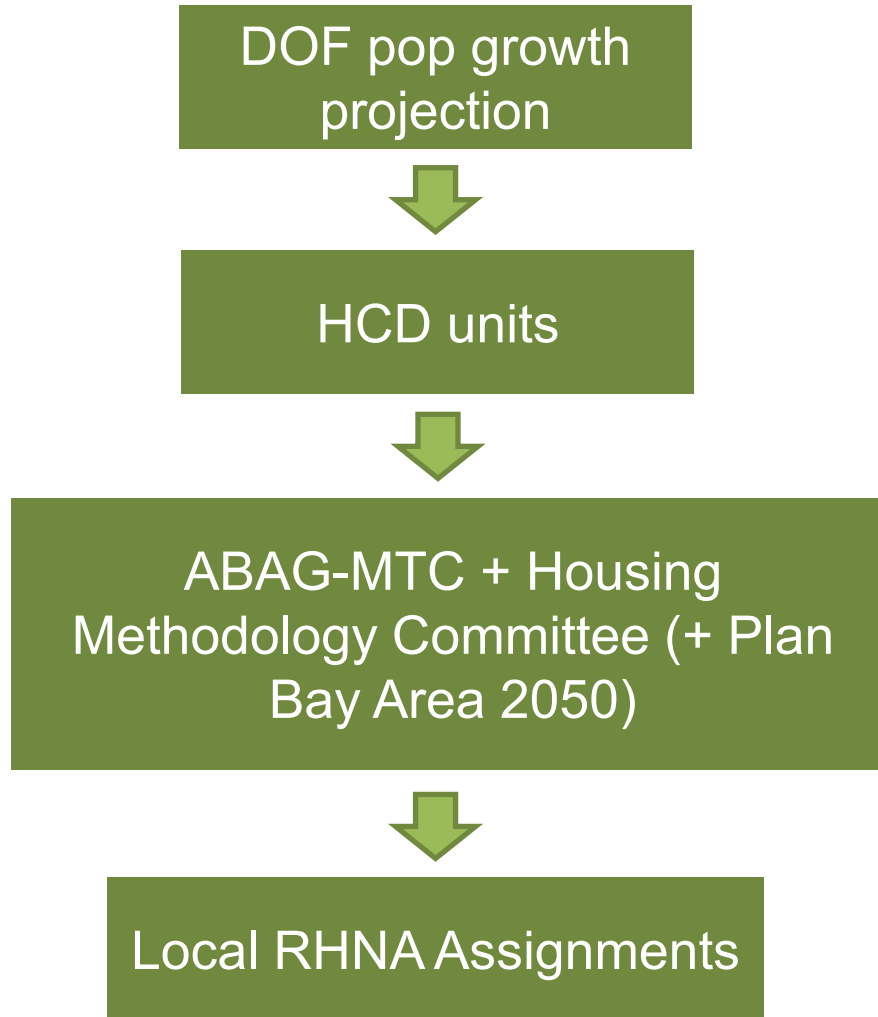 DOF pop growth
projection
HCD units
ABAG-MTC + Housing
Methodology Committee (+ Plan
Bay Area 2050)
Local RHNA Assignments